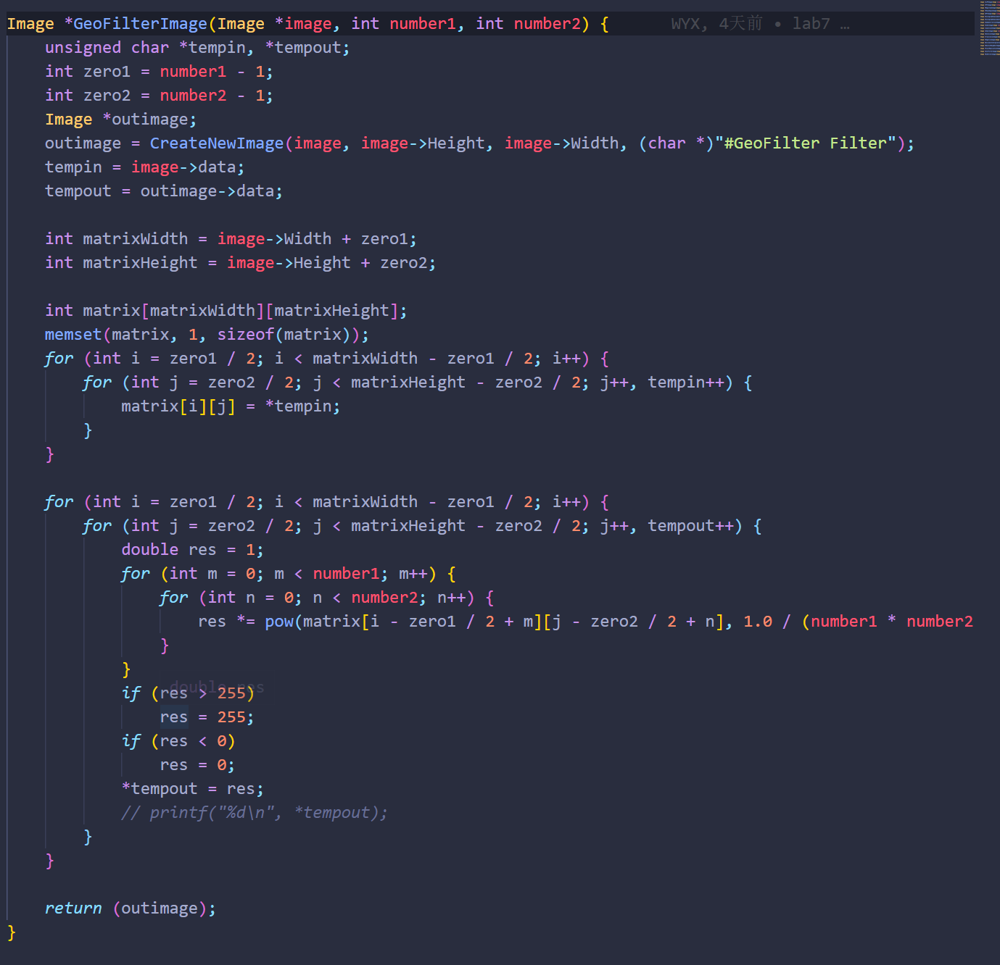 Image *GeoFilterImage(Image *image, int number1, int number2) {        WYX, 4天前 • lab7 …
    unsigned char *tempin, *tempout;
    int zero1 = number1 - 1;
    int zero2 = number2 - 1;
    Image *outimage;
    outimage = CreateNewImage(image, image->Height, image->Width, (char *)"#GeoFilter Filter");
    tempin = image->data;
    tempout = outimage->data;

    int matrixWidth = image->Width + zero1;
    int matrixHeight = image->Height + zero2;

    int matrix[matrixWidth][matrixHeight];
    memset(matrix, 1, sizeof(matrix));
    for (int i = zero1 / 2; i < matrixWidth - zero1 / 2; i++) {
        for (int j = zero2 / 2; j < matrixHeight - zero2 / 2; j++, tempin++) {
            matrix[i][j] = *tempin;
        }
    }

    for (int i = zero1 / 2; i < matrixWidth - zero1 / 2; i++) {
        for (int j = zero2 / 2; j < matrixHeight - zero2 / 2; j++, tempout++) {
            double res = 1;
            for (int m = 0; m < number1; m++) {
                for (int n = 0; n < number2; n++) {
                    res *= pow(matrix[i - zero1 / 2 + m][j - zero2 / 2 + n], 1.0 / (number1 * number2
                }
            }
double res
            if (res > 255)
                res = 255;
            if (res < 0)
                res = 0;
            *tempout = res;
            // printf("%d\n", *tempout);
        }
    }

    return (outimage);
}